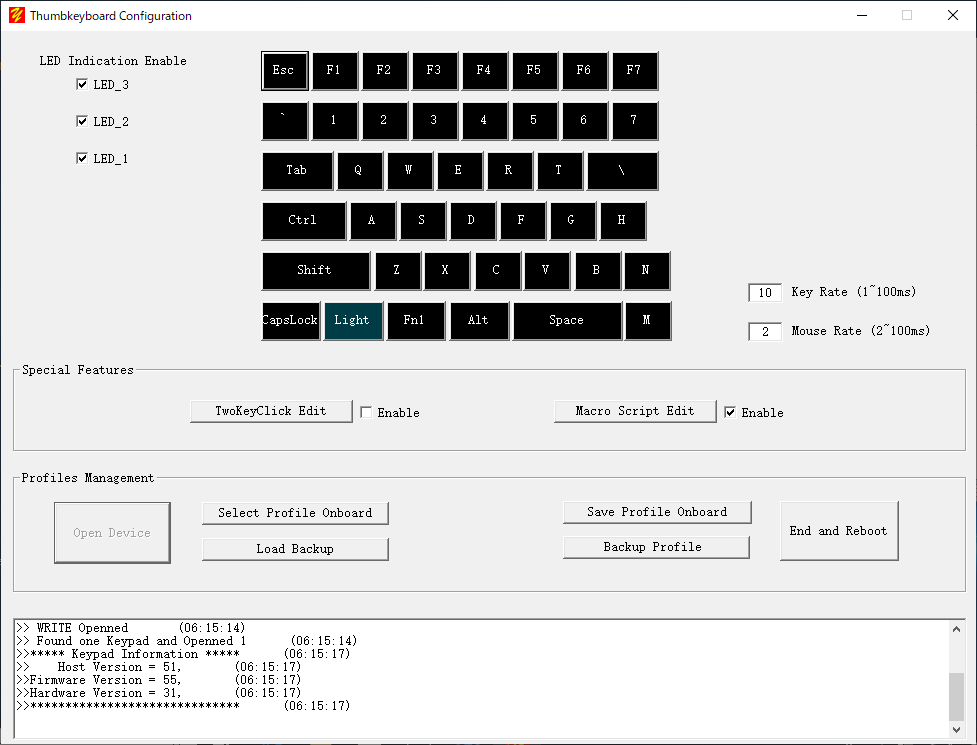 Thumbkeyboard Configuration
LED Indication Enable
LED_3
LED_2
LED_1
Esc F1 F2 F3 F4 F5 F6 F7
` 1 2 3 4 5 6 7
Tab Q W E R T \
Ctrl A S D F G H
Shift Z X C V B N
CapsLock Light Fn1 Alt Space M
10 Key Rate (1~100ms)
2 Mouse Rate (2~100ms)
Special Features
TwoKeyClick Edit Enable Macro Script Edit Enable
Profiles Management
Open Device
Select Profile Onboard
Load Backup
Save Profile Onboard
Backup Profile
End and Reboot
>> WRITE Openned (06:15:14)
>> Found one Keypad and Openned 1 (06:15:14)
>>***** Keypad Information ***** (06:15:17)
>> Host Version = 51, (06:15:17)
>>Firmware Version = 55, (06:15:17)
>>Hardware Version = 31, (06:15:17)
>>****************************** (06:15:17)